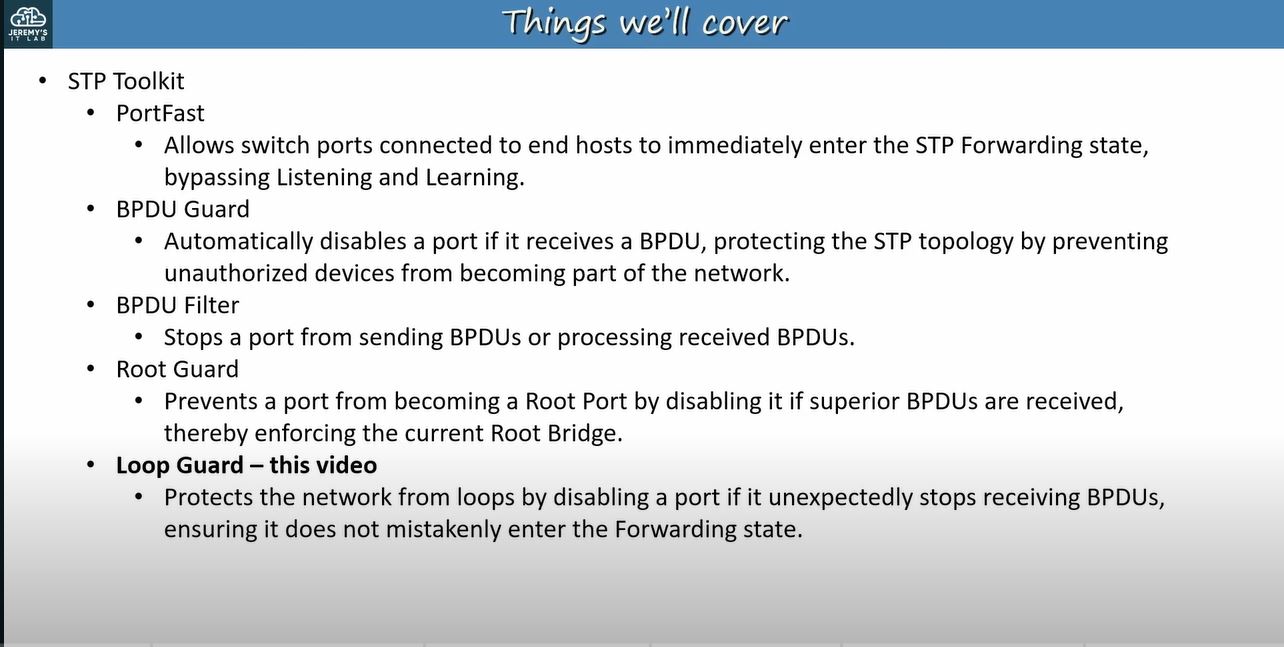 JEREMY'S
IT LAB
Things we'll cover
• STP Toolkit
• PortFast
• Allows switch ports connected to end hosts to immediately enter the STP Forwarding state,
bypassing Listening and Learning.
• BPDU Guard
• Automatically disables a port if it receives a BPDU, protecting the STP topology by preventing
unauthorized devices from becoming part of the network.
• BPDU Filter
• Stops a port from sending BPDUs or processing received BPDUs.
• Root Guard
• Prevents a port from becoming a Root Port by disabling it if superior BPDUs are received,
thereby enforcing the current Root Bridge.
• Loop Guard – this video
• Protects the network from loops by disabling a port if it unexpectedly stops receiving BPDUs,
ensuring it does not mistakenly enter the Forwarding state.